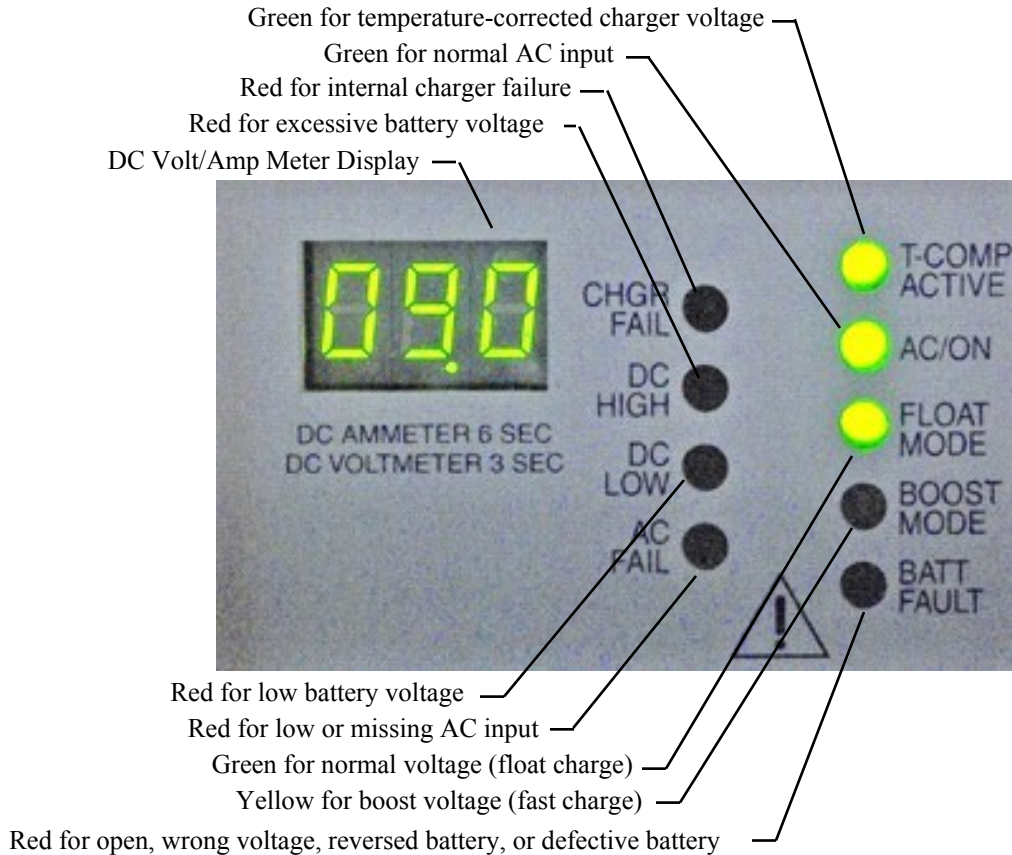 Green for temperature-corrected charger voltage
Green for normal AC input
Red for internal charger failure
Red for excessive battery voltage
DC Volt/Amp Meter Display
09.0
DC AMMETER 6 SEC
DC VOLTMETER 3 SEC
CHGR
FAIL
DC
HIGH
DC
LOW
AC
FAIL
T-COMP
ACTIVE
AC/ON
FLOAT
MODE
BOOST
MODE
BATT
FAULT
!
Red for low battery voltage
Red for low or missing AC input
Green for normal voltage (float charge)
Yellow for boost voltage (fast charge)
Red for open, wrong voltage, reversed battery, or defective battery